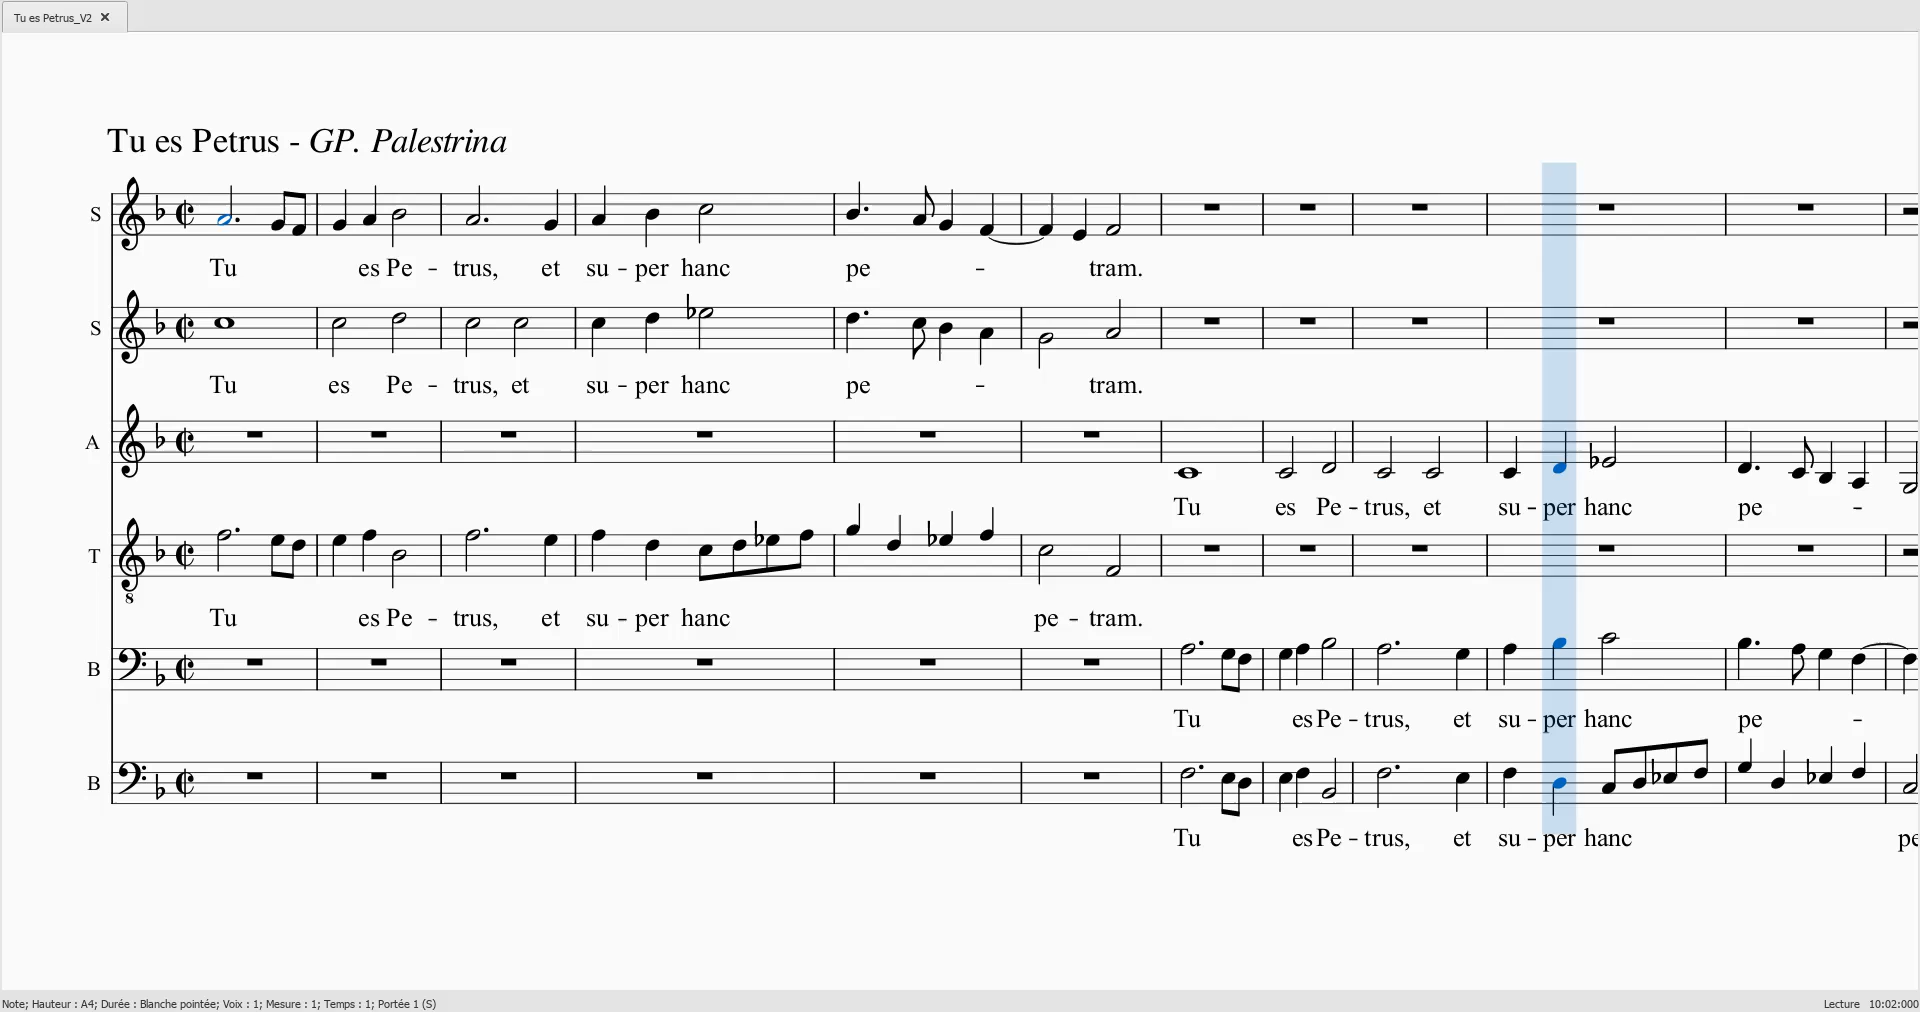 Tu es Petrus_V2
Tu es Petrus - GP. Palestrina
S
Tu es Pe - trus, et su - per hanc pe - tram.
S
Tu es Pe - trus, et su - per hanc pe - tram.
A
Tu es Pe - trus, et su - per hanc pe -
T
8
Tu es Pe - trus, et su - per hanc pe - tram.
B
Tu es Pe - trus, et su - per hanc pe -
B
Tu es Pe - trus, et su - per hanc pe
Note; Hauteur : A4; Durée : Blanche pointée; Voix : 1; Mesure : 1; Temps : 1; Portée 1 (S)
Lecture 10:02:000